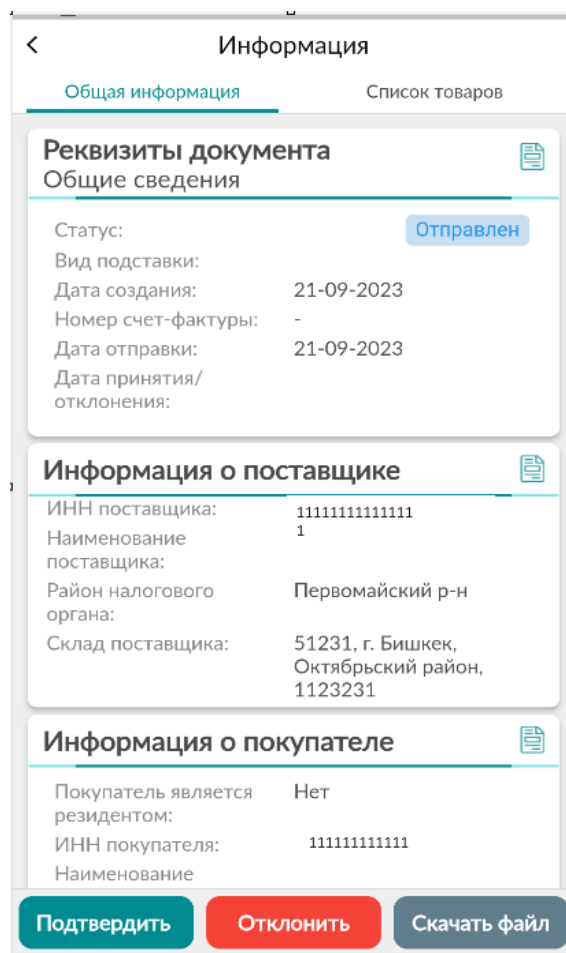 Информация
Общая информация Список товаров
Реквизиты документа
Общие сведения
Статус: Отправлен
Вид подставки:
Дата создания: 21-09-2023
Номер счет-фактуры: -
Дата отправки: 21-09-2023
Дата принятия/
отклонения:
Информация о поставщике
ИНН поставщика: 11111111111111
Наименование 1
поставщика:
Район налогового Первомайский р-н
органа:
Склад поставщика: 51231, г. Бишкек,
Октябрьский район,
1123231
Информация о покупателе
Покупатель является Нет
резидентом:
ИНН покупателя: 111111111111
Наименование
Подтвердить Отклонить Скачать файл